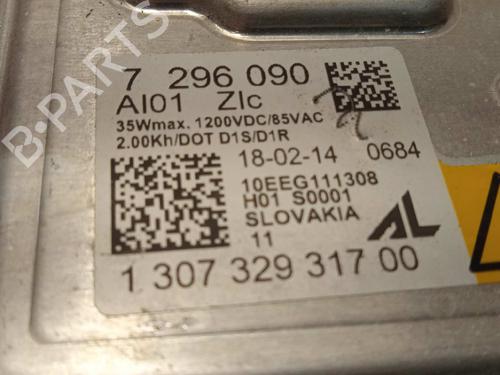 7 296 090
AI01 ZIc
35Wmax. 1200VDC/85VAC
2.00Kh/DOT D1S/D1R
18-02-14 0684
10EEG111308
H01 S0001
SLOVAKIA
11
AL
1 307 329 317 00
B-PARTS